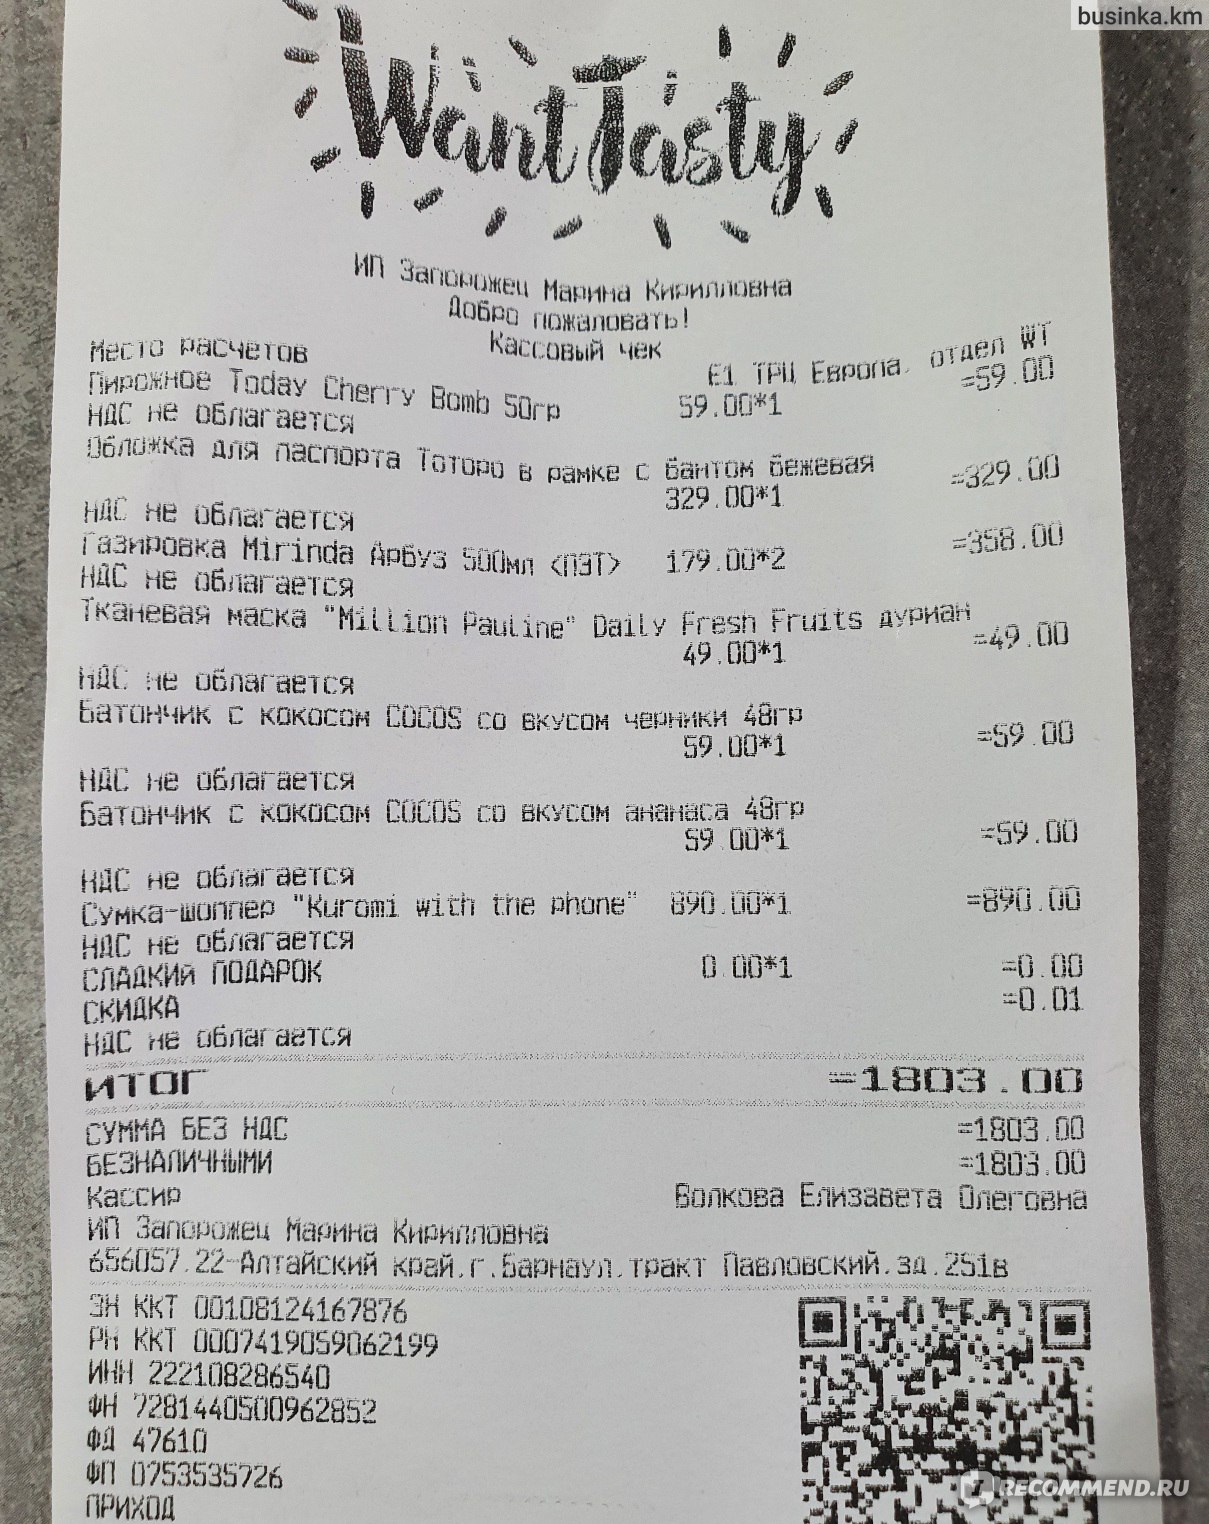 businka.km
WantTasty
ИП Запорожец Марина Кирилловна
Добро пожаловать!
Кассовый чек
Место расчетов Е1 ТРЦ Европа, отдел WT
Пирожное Today Cherry Bomb 50гр 59.00*1 =59.00
НДС не облагается
Обложка для паспорта Тоторо в рамке с бантом бежевая
329.00*1 =329.00
НДС не облагается
Газировка Mirinda Арбуз 500мл <ПЭТ> 179.00*2 =358.00
НДС не облагается
Тканевая маска "Million Pauline" Daily Fresh Fruits дуриан
49.00*1 =49.00
НДС не облагается
Батончик с кокосом COCOS со вкусом черники 48гр
59.00*1 =59.00
НДС не облагается
Батончик с кокосом COCOS со вкусом ананаса 48гр
59.00*1 =59.00
НДС не облагается
Сумка-шоппер "Kuromi with the phone" 890.00*1 =890.00
НДС не облагается
СЛАДКИй ПОДАРОК 0.00*1 =0.00
СКИДКА =0.01
НДС не облагается
ИТОГ =1803.00
СУММА БЕЗ НДС =1803.00
БЕЗНАЛИЧНЫМИ =1803.00
Кассир Волкова Елизавета Олеговна
ИП Запорожец Марина Кирилловна
656057,22-Алтайский край,г.Барнаул,тракт Павловский,зд.251в
ЗН ККТ 00108124167876
РН ККТ 0007419059062199
ИНН 222108286540
ФН 7281440500962852
ФД 47610
ФП 0753535726
ПРИХОД
RECOMMEND.RU